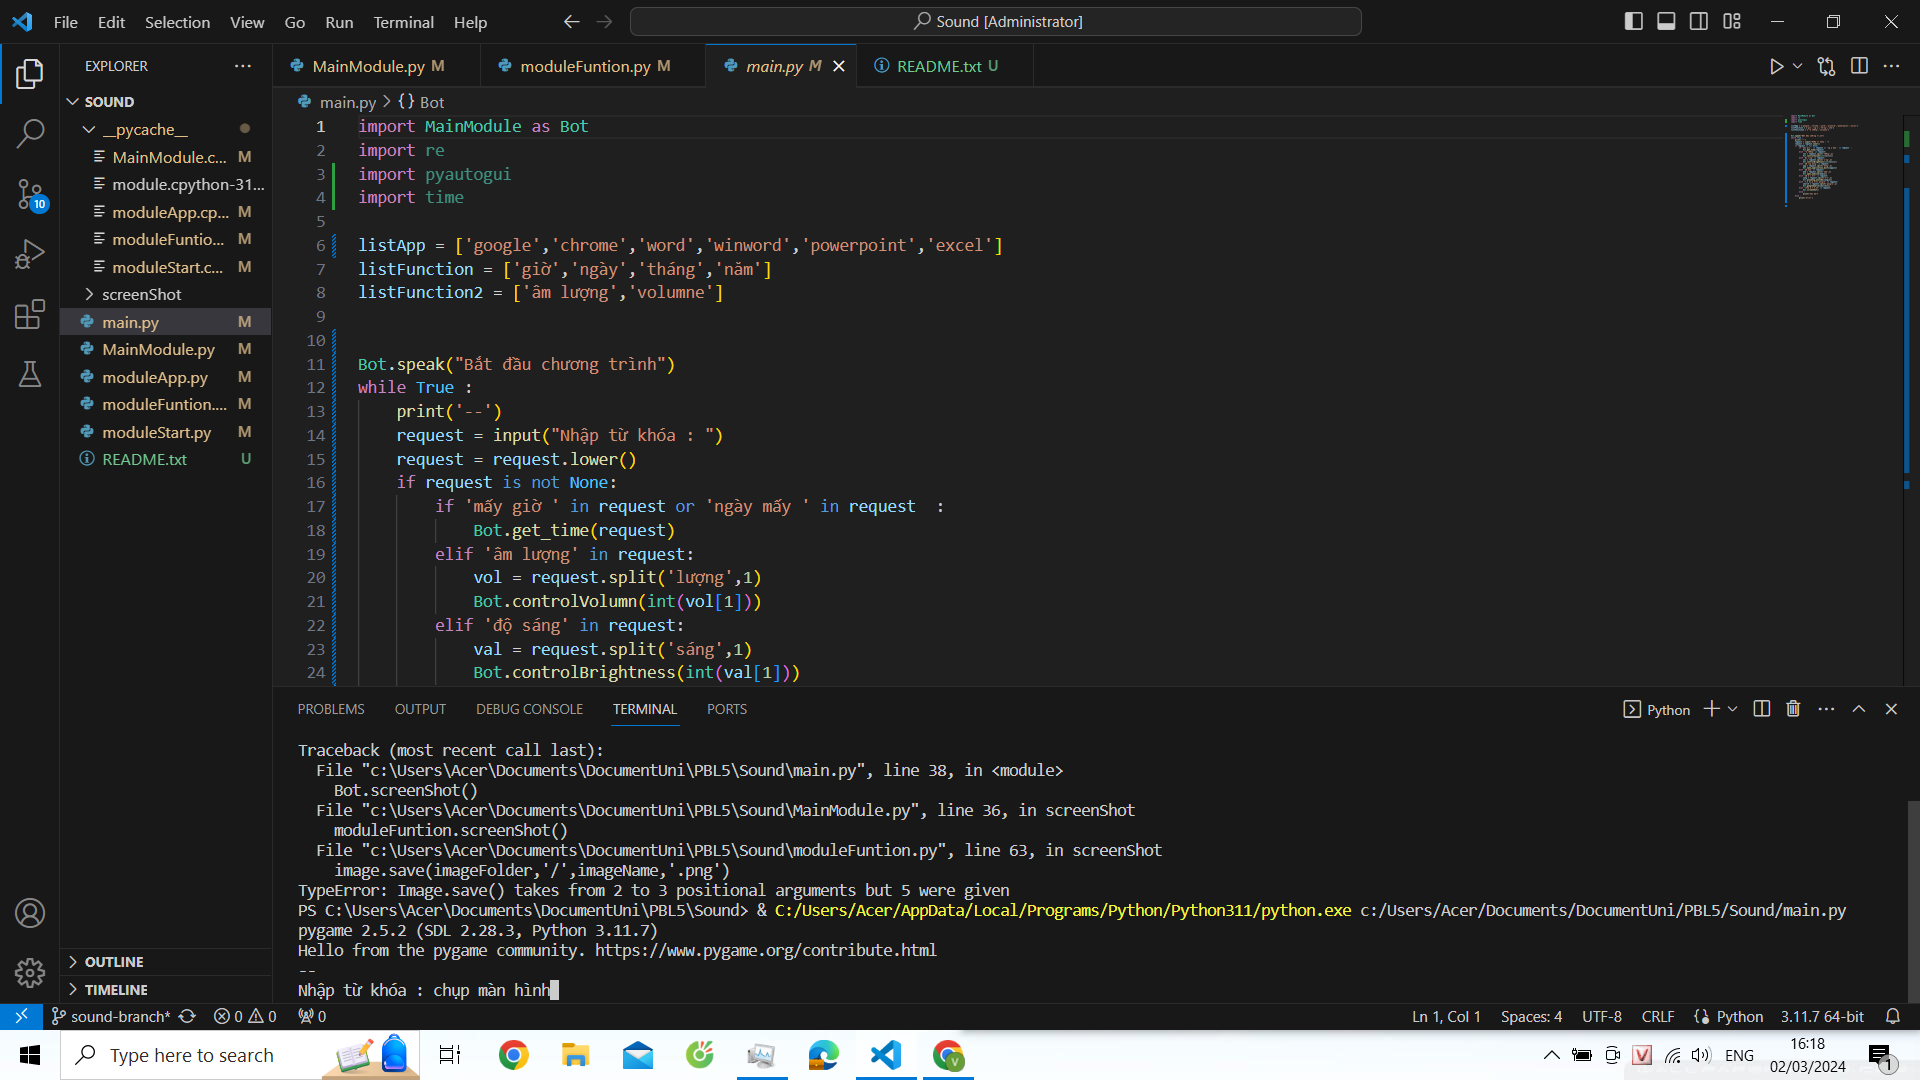 File Edit Selection View Go Run Terminal Help
Sound [Administrator]
EXPLORER
SOUND
__pycache__
MainModule.c... M
module.cpython-31...
moduleApp.cp... M
moduleFuntio... M
moduleStart.c... M
screenShot
main.py M
MainModule.py M
moduleApp.py M
moduleFuntion.... M
moduleStart.py M
README.txt U
OUTLINE
TIMELINE
10
MainModule.py M moduleFuntion.py M main.py M README.txt U
main.py > {} Bot
1 import MainModule as Bot
2 import re
3 import pyautogui
4 import time
5
6 listApp = ['google','chrome','word','winword','powerpoint','excel']
7 listFunction = ['giờ','ngày','tháng','năm']
8 listFunction2 = ['âm lượng','volumne']
9
10
11 Bot.speak("Bắt đầu chương trình")
12 while True :
13 print('--')
14 request = input("Nhập từ khóa : ")
15 request = request.lower()
16 if request is not None:
17 if 'mấy giờ ' in request or 'ngày mấy ' in request  :
18 Bot.get_time(request)
19 elif 'âm lượng' in request:
20 vol = request.split('lượng',1)
21 Bot.controlVolumn(int(vol[1]))
22 elif 'độ sáng' in request:
23 val = request.split('sáng',1)
24 Bot.controlBrightness(int(val[1]))
PROBLEMS OUTPUT DEBUG CONSOLE TERMINAL PORTS
Python
Traceback (most recent call last):
File "c:\Users\Acer\Documents\DocumentUni\PBL5\Sound\main.py", line 38, in <module>
Bot.screenShot()
File "c:\Users\Acer\Documents\DocumentUni\PBL5\Sound\MainModule.py", line 36, in screenShot
moduleFuntion.screenShot()
File "c:\Users\Acer\Documents\DocumentUni\PBL5\Sound\moduleFuntion.py", line 63, in screenShot
image.save(imageFolder,'/',imageName,'.png')
TypeError: Image.save() takes from 2 to 3 positional arguments but 5 were given
PS C:\Users\Acer\Documents\DocumentUni\PBL5\Sound> & C:/Users/Acer/AppData/Local/Programs/Python/Python311/python.exe c:/Users/Acer/Documents/DocumentUni/PBL5/Sound/main.py
pygame 2.5.2 (SDL 2.28.3, Python 3.11.7)
Hello from the pygame community. https://www.pygame.org/contribute.html
--
Nhập từ khóa : chụp màn hình
sound-branch* 0 0 0 Ln 1, Col 1 Spaces: 4 UTF-8 CRLF Python 3.11.7 64-bit
Type here to search
V
V
ENG
16:18
02/03/2024
1